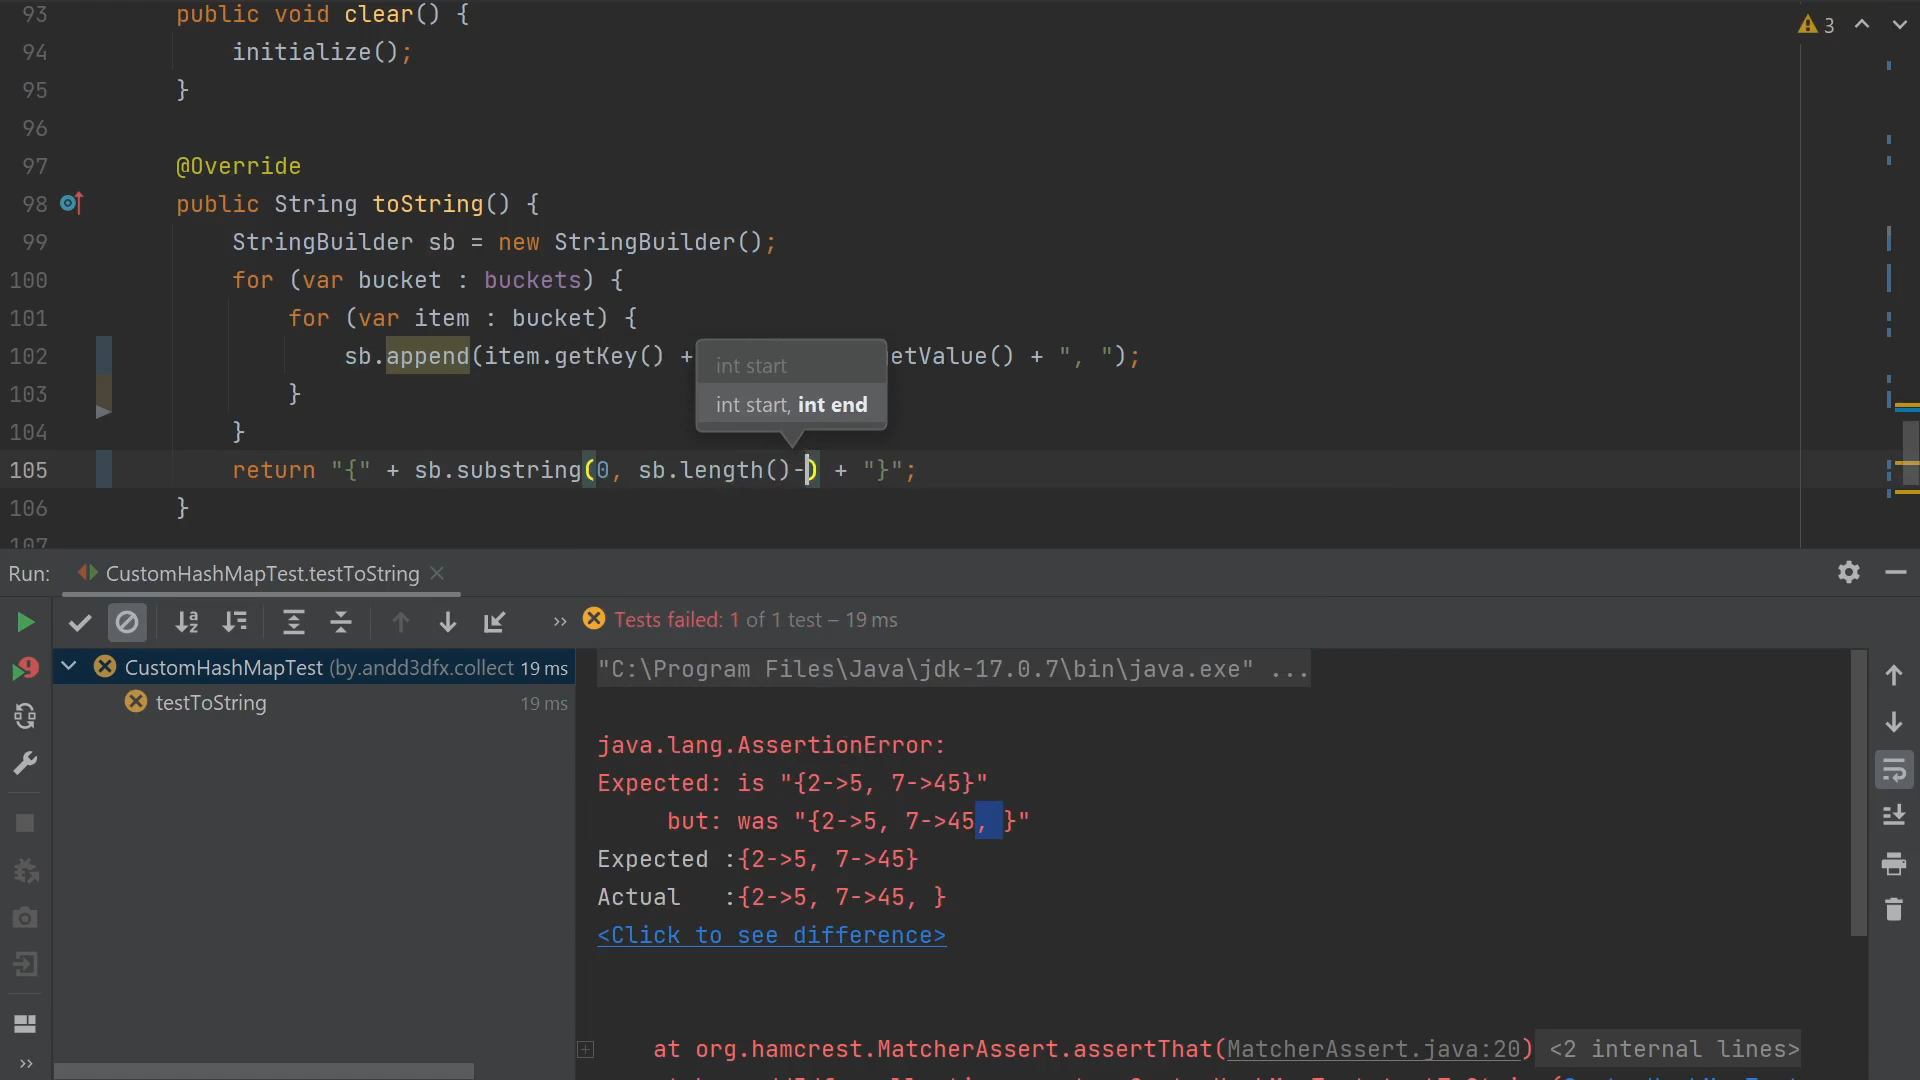 93 public void clear() {
94 initialize();
95 }
96
97 @Override
98 public String toString() {
99 StringBuilder sb = new StringBuilder();
100 for (var bucket : buckets) {
101 for (var item : bucket) {
102 sb.append(item.getKey() + etValue() + ", ");
int start
103 }
int start, int end
104 }
105 return "{" + sb.substring(0, sb.length()-) + "}";
106 }
107
3
Run: CustomHashMapTest.testToString
Tests failed: 1 of 1 test – 19 ms
CustomHashMapTest (by.andd3dfx.collect 19 ms
testToString 19 ms
"C:\Program Files\Java\jdk-17.0.7\bin\java.exe" ...
java.lang.AssertionError:
Expected: is "{2->5, 7->45}"
but: was "{2->5, 7->45, }"
Expected :{2->5, 7->45}
Actual :{2->5, 7->45, }
<Click to see difference>
at org.hamcrest.MatcherAssert.assertThat(MatcherAssert.java:20) <2 internal lines>